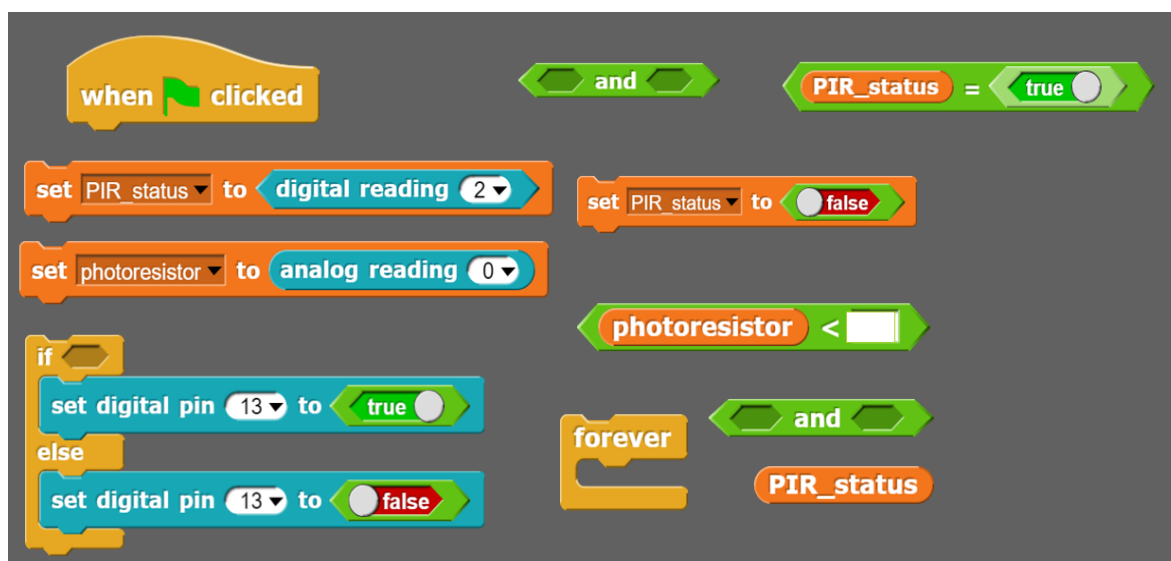 when clicked
and
PIR_status = true
set PIR_status to digital reading 2
set PIR_status to false
set photoresistor to analog reading 0
photoresistor <
if
set digital pin 13 to true
else
set digital pin 13 to false
forever
and
PIR_status